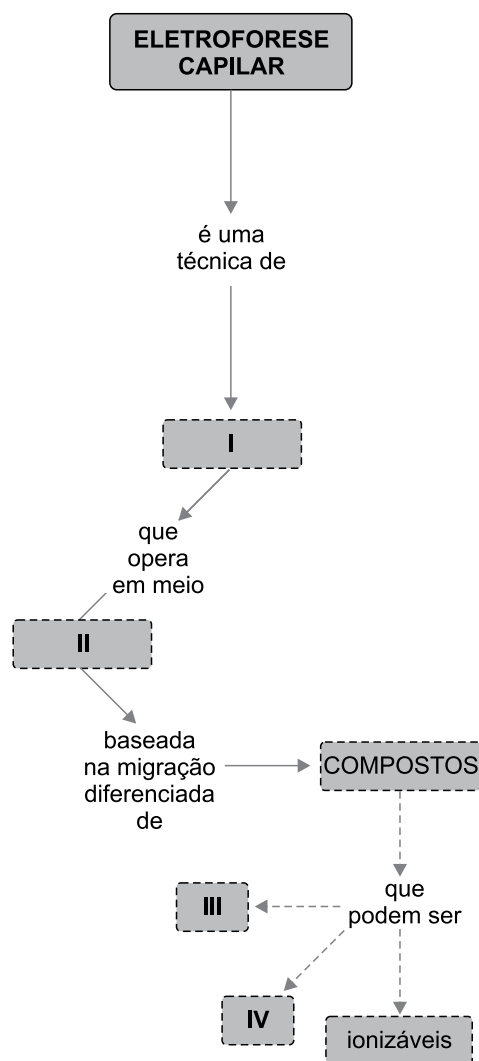 ELETROFORESE
CAPILAR
é uma
técnica de
I
que
opera
em meio
II
baseada
na migração
diferenciada
de
COMPOSTOS
que
podem ser
III
IV
ionizáveis